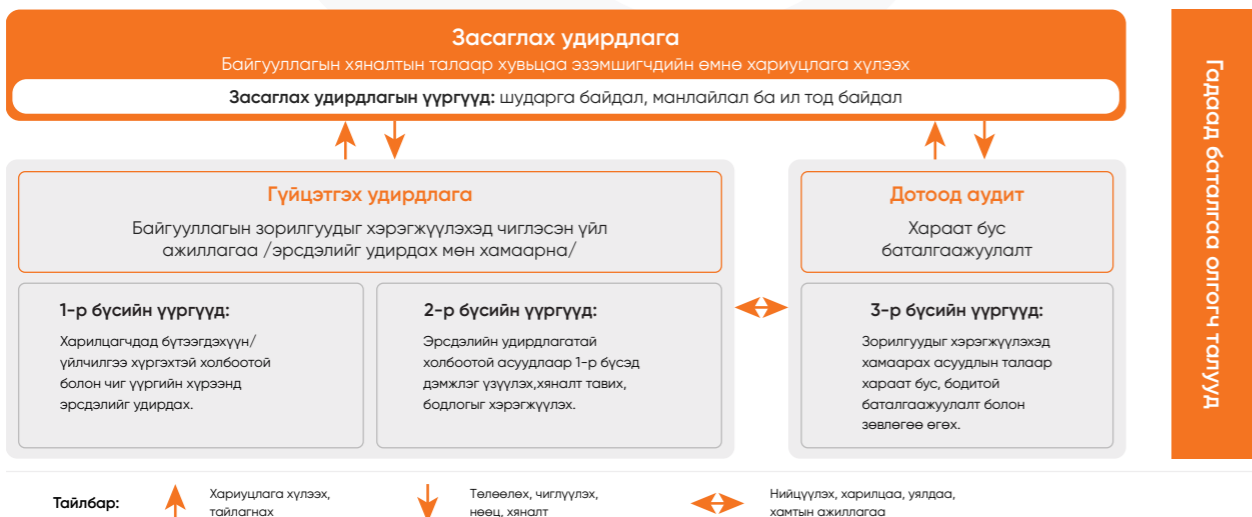 Засаглах удирдлага
Байгууллагын хяналтын талаар хувьцаа эзэмшигчдийн өмнө хариуцлага хүлээх
Засаглах удирдлагын үүргүүд: шударга байдал, манлайлал ба ил тод байдал
Гүйцэтгэх удирдлага
Байгууллагын зорилгуудыг хэрэгжүүлэхэд чиглэсэн үйл
ажиллагаа /эрсдэлийг удирдах мөн хамаарна/
1-р бүсийн үүргүүд:
Харилцагчдад бүтээгдэхүүн/
үйлчилгээ хүргэхтэй холбоотой
болон чиг үүргийн хүрээнд
эрсдэлийг удирдах.
2-р бүсийн үүргүүд:
Эрсдэлийн удирдлагатай
холбоотой асуудлаар 1-р бүсэд
дэмжлэг үзүүлэх,хяналт тавих,
бодлогыг хэрэгжүүлэх.
Дотоод аудит
Хараат бус
баталгаажуулалт
3-р бүсийн үүргүүд:
Зорилгуудыг хэрэгжүүлэхэд
хамаарах асуудлын талаар
хараат бус, бодитой
баталгаажуулалт болон
зөвлөгөө өгөх.
Гадаад баталгаа олгогч талууд
Тайлбар:
Хариуцлага хүлээх,
тайлагнах
Төлөөлөх, чиглүүлэх,
нөөц, хяналт
Нийцүүлэх, харилцаа, уялдаа,
хамтын ажиллагаа